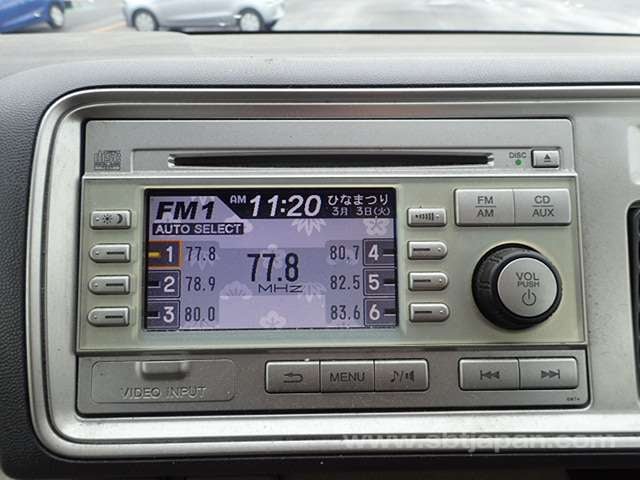 DISC
FM1 AM 11:20 ひなまつり
3月 3日(火)
AUTO SELECT
FM
AM
CD
AUX
1 77.8 77.8 80.7 4
2 78.9 MHz 82.5 5
3 80.0 83.6 6
VOL
PUSH
VIDEO INPUT
MENU
www.sbtjapan.com